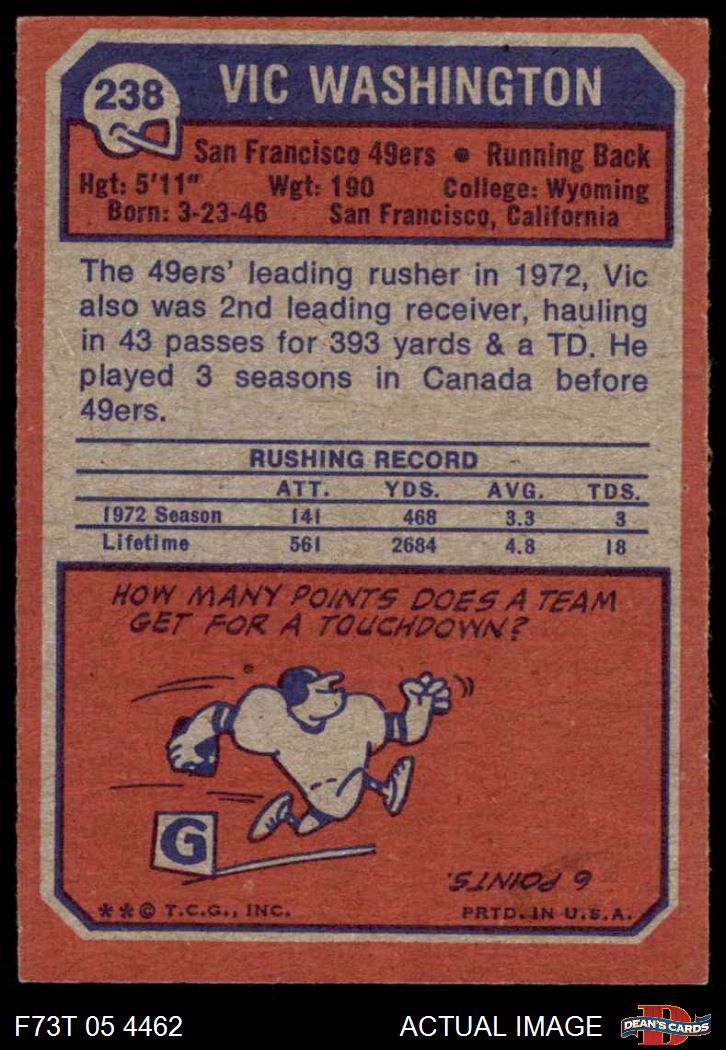 238
VIC WASHINGTON
San Francisco 49ers • Running Back
Hgt: 5'11" Wgt: 190 College: Wyoming
Born: 3-23-46 San Francisco, California
The 49ers' leading rusher in 1972, Vic
also was 2nd leading receiver, hauling
in 43 passes for 393 yards & a TD. He
played 3 seasons in Canada before
49ers.
RUSHING RECORD
ATT. YDS. AVG. TDS.
1972 Season 141 468 3.3 3
Lifetime 561 2684 4.8 18
HOW MANY POINTS DOES A TEAM
GET FOR A TOUCHDOWN?
G
6 POINTS.
**© T.C.G., INC. PRTD. IN U.S.A.
F73T 05 4462 ACTUAL IMAGE
D
DEAN'S CARDS